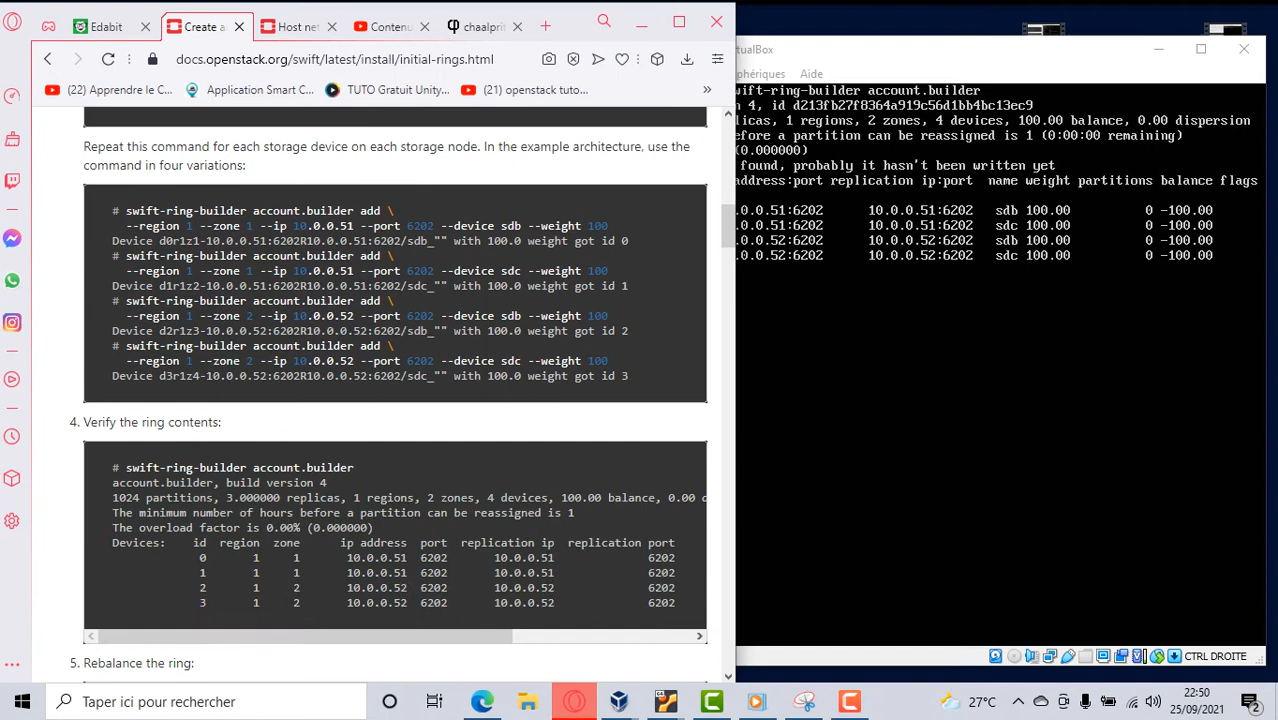 Edabit
Create a
Host net
Contenu
chaalprit
docs.openstack.org/swift/latest/install/initial-rings.html
(22) Apprendre le C...
Application Smart C...
TUTO Gratuit Unity...
(21) openstack tuto...
»
Repeat this command for each storage device on each storage node. In the example architecture, use the
command in four variations:
# swift-ring-builder account.builder add \
--region 1 --zone 1 --ip 10.0.0.51 --port 6202 --device sdb --weight 100
Device d0r1z1-10.0.0.51:6202R10.0.0.51:6202/sdb_"" with 100.0 weight got id 0
# swift-ring-builder account.builder add \
--region 1 --zone 1 --ip 10.0.0.51 --port 6202 --device sdc --weight 100
Device d1r1z2-10.0.0.51:6202R10.0.0.51:6202/sdc_"" with 100.0 weight got id 1
# swift-ring-builder account.builder add \
--region 1 --zone 2 --ip 10.0.0.52 --port 6202 --device sdb --weight 100
Device d2r1z3-10.0.0.52:6202R10.0.0.52:6202/sdb_"" with 100.0 weight got id 2
# swift-ring-builder account.builder add \
--region 1 --zone 2 --ip 10.0.0.52 --port 6202 --device sdc --weight 100
Device d3r1z4-10.0.0.52:6202R10.0.0.52:6202/sdc_"" with 100.0 weight got id 3
4. Verify the ring contents:
# swift-ring-builder account.builder
account.builder, build version 4
1024 partitions, 3.000000 replicas, 1 regions, 2 zones, 4 devices, 100.00 balance, 0.00 d
The minimum number of hours before a partition can be reassigned is 1
The overload factor is 0.00% (0.000000)
Devices: id region zone ip address port replication ip replication port
0 1 1 10.0.0.51 6202 10.0.0.51 6202
1 1 1 10.0.0.51 6202 10.0.0.51 6202
2 1 2 10.0.0.52 6202 10.0.0.52 6202
3 1 2 10.0.0.52 6202 10.0.0.52 6202
5. Rebalance the ring:
rtualBox
phériques Aide
wift-ring-builder account.builder
n 4, id d213fb27f8364a919c56d1bb4bc13ec9
licas, 1 regions, 2 zones, 4 devices, 100.00 balance, 0.00 dispersion
efore a partition can be reassigned is 1 (0:00:00 remaining)
(0.000000)
found, probably it hasn't been written yet
address:port replication ip:port name weight partitions balance flags
.0.0.51:6202 10.0.0.51:6202 sdb 100.00 0 -100.00
.0.0.51:6202 10.0.0.51:6202 sdc 100.00 0 -100.00
.0.0.52:6202 10.0.0.52:6202 sdb 100.00 0 -100.00
.0.0.52:6202 10.0.0.52:6202 sdc 100.00 0 -100.00
CTRL DROITE
Taper ici pour rechercher
27°C
22:50
25/09/2021
2